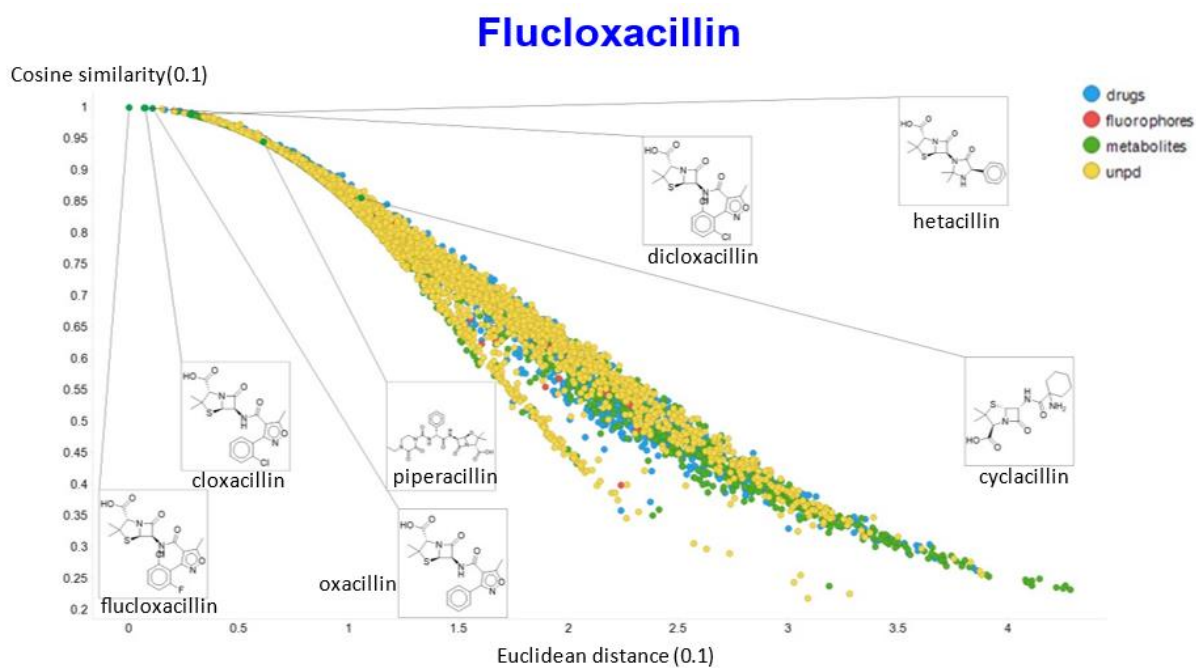 Flucloxacillin
Cosine similarity(0.1)
drugs
fluorophores
metabolites
unpd
1
0.95
0.9
0.85
0.8
0.75
0.7
0.65
0.6
0.55
0.5
0.45
0.4
0.35
0.3
0.25
0.2
hetacillin
dicloxacillin
cyclacillin
cloxacillin
piperacillin
flucloxacillin
oxacillin
0 0.5 1 1.5 2 2.5 3 3.5 4
Euclidean distance (0.1)